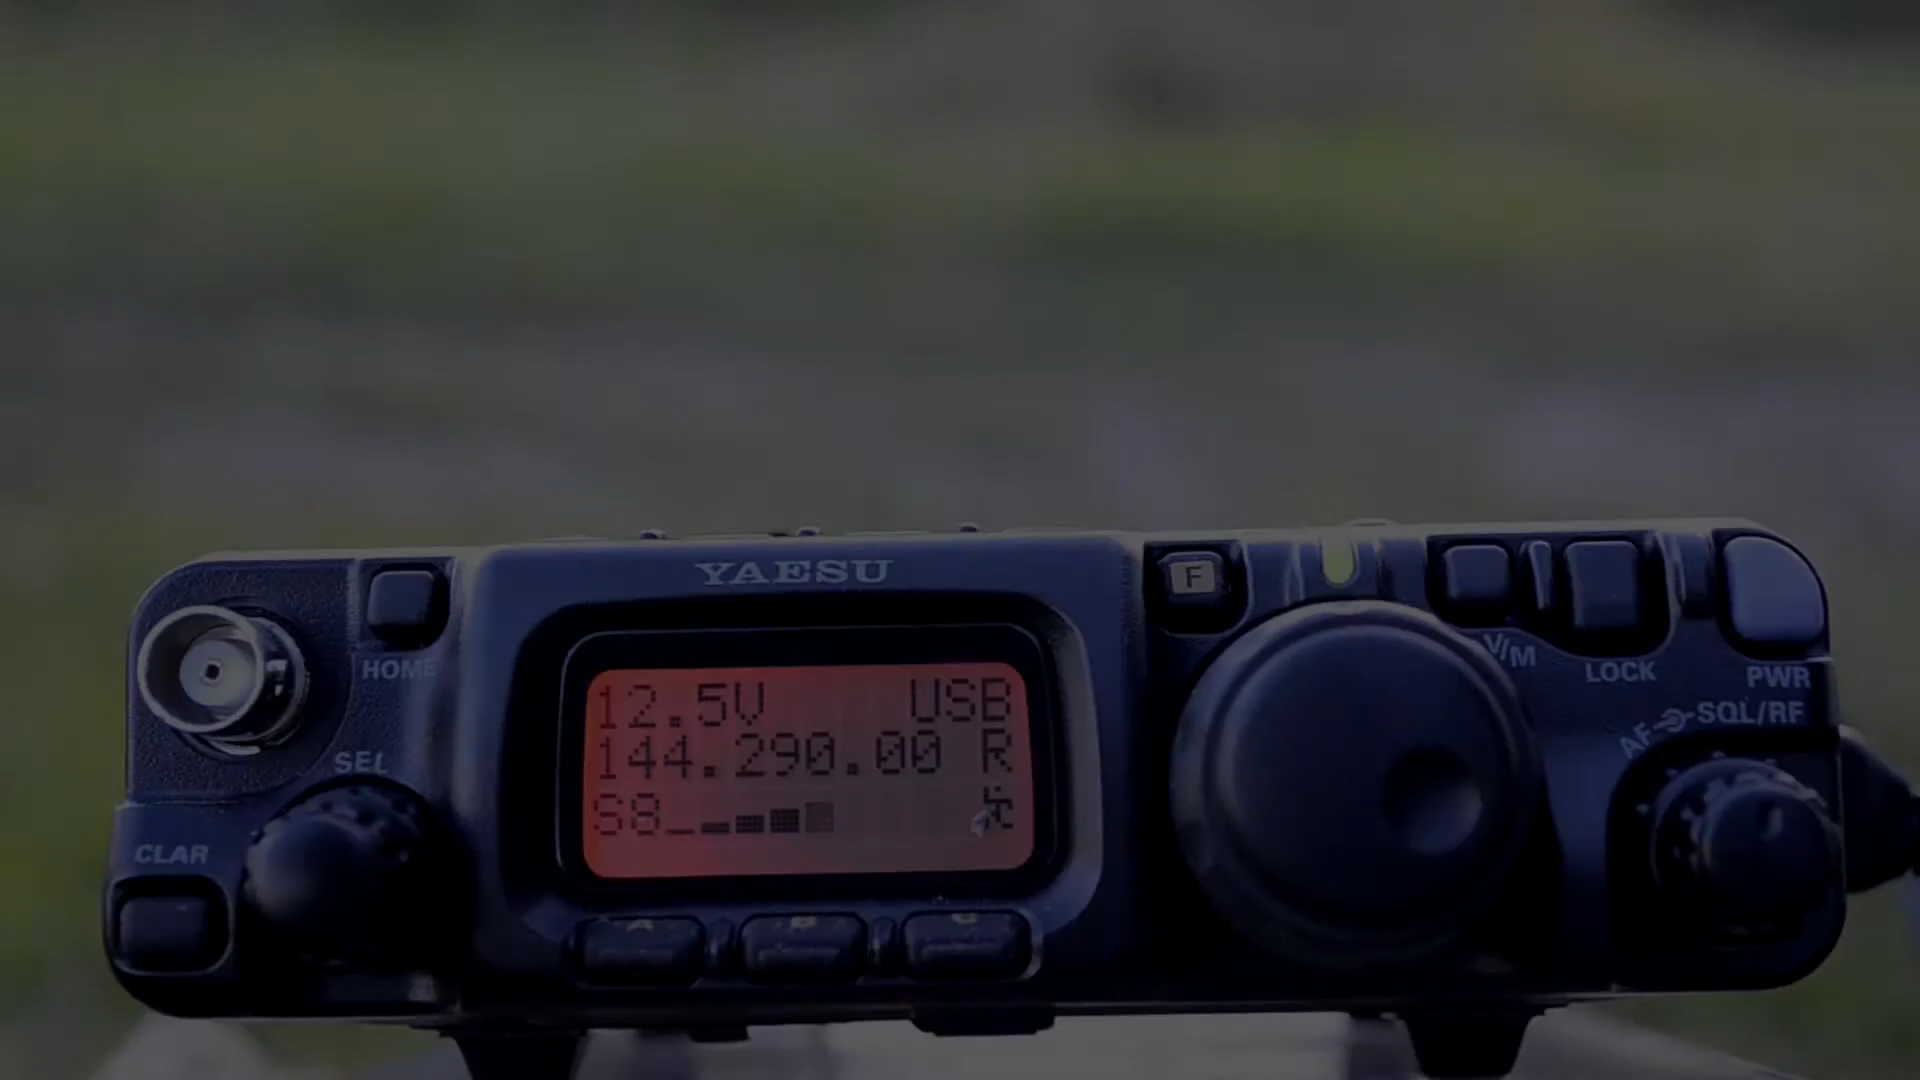 YAESU
F
HOME
V/M
LOCK
PWR
AF
SQL/RF
12.5V USB
144.290.00 R
S8
SEL
CLAR
A B C